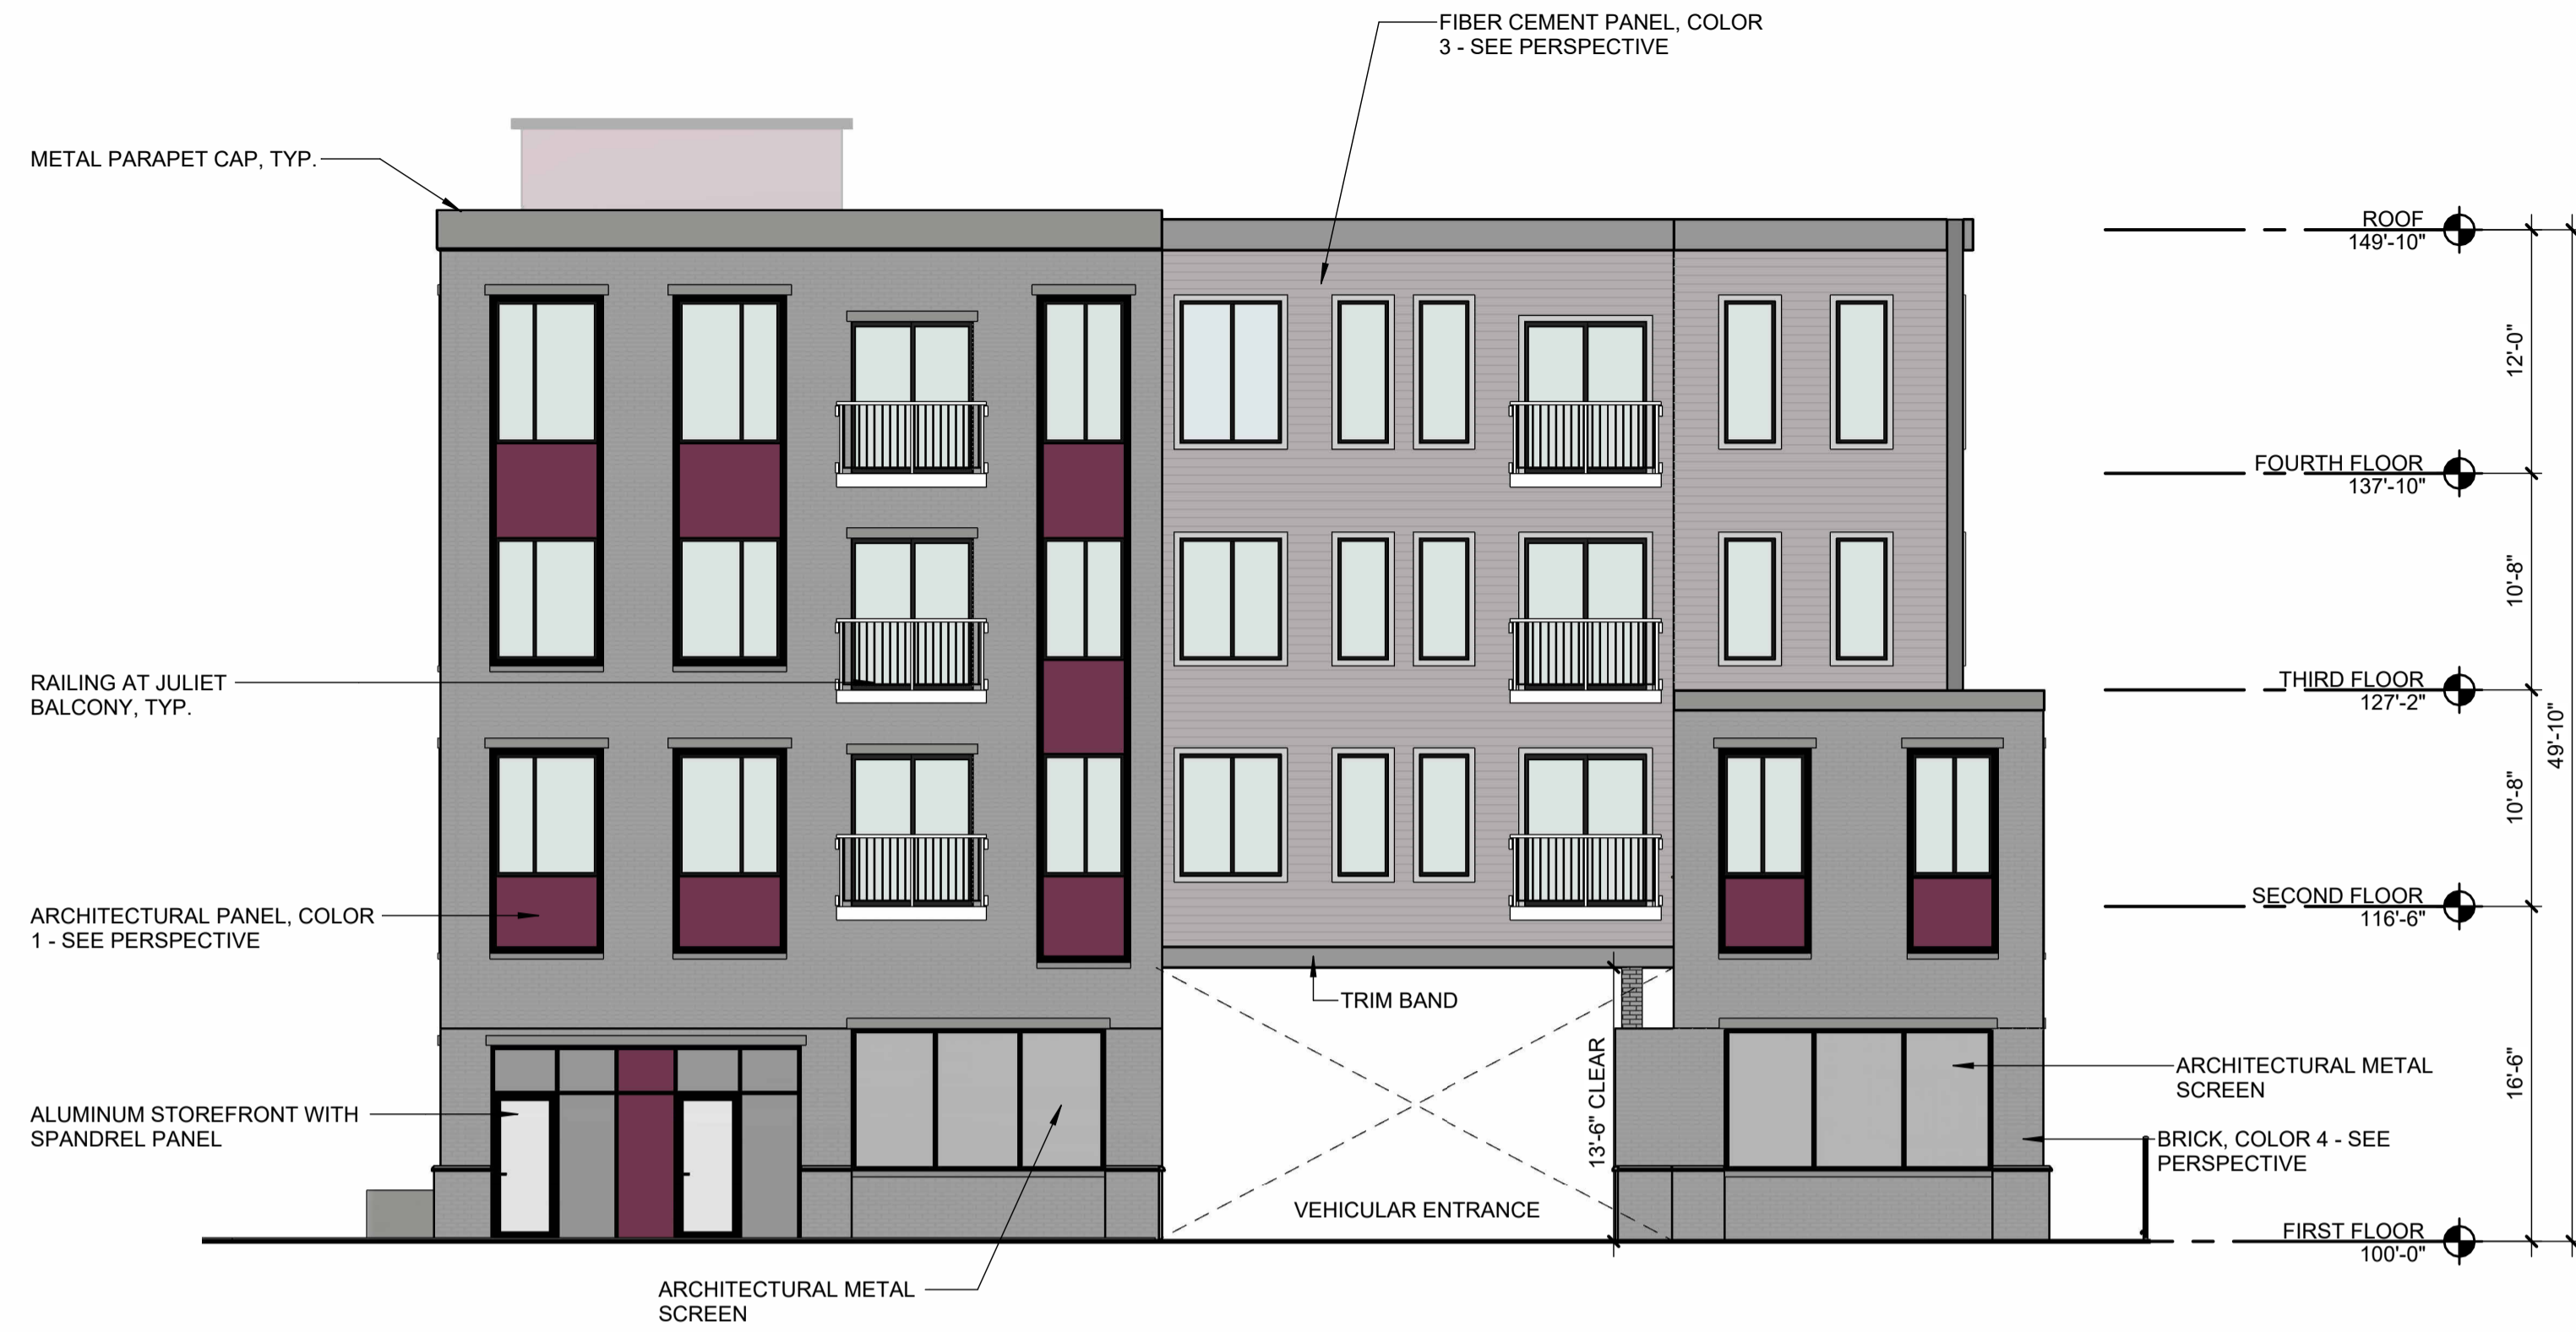 FIBER CEMENT PANEL, COLOR
3 - SEE PERSPECTIVE
METAL PARAPET CAP, TYP.
RAILING AT JULIET
BALCONY, TYP.
ARCHITECTURAL PANEL, COLOR
1 - SEE PERSPECTIVE
ALUMINUM STOREFRONT WITH
SPANDREL PANEL
ARCHITECTURAL METAL
SCREEN
TRIM BAND
13'-6" CLEAR
VEHICULAR ENTRANCE
ARCHITECTURAL METAL
SCREEN
BRICK, COLOR 4 - SEE
PERSPECTIVE
ROOF
149'-10"
FOURTH FLOOR
137'-10"
THIRD FLOOR
127'-2"
SECOND FLOOR
116'-6"
FIRST FLOOR
100'-0"
12'-0"
10'-8"
10'-8"
16'-6"
49'-10"